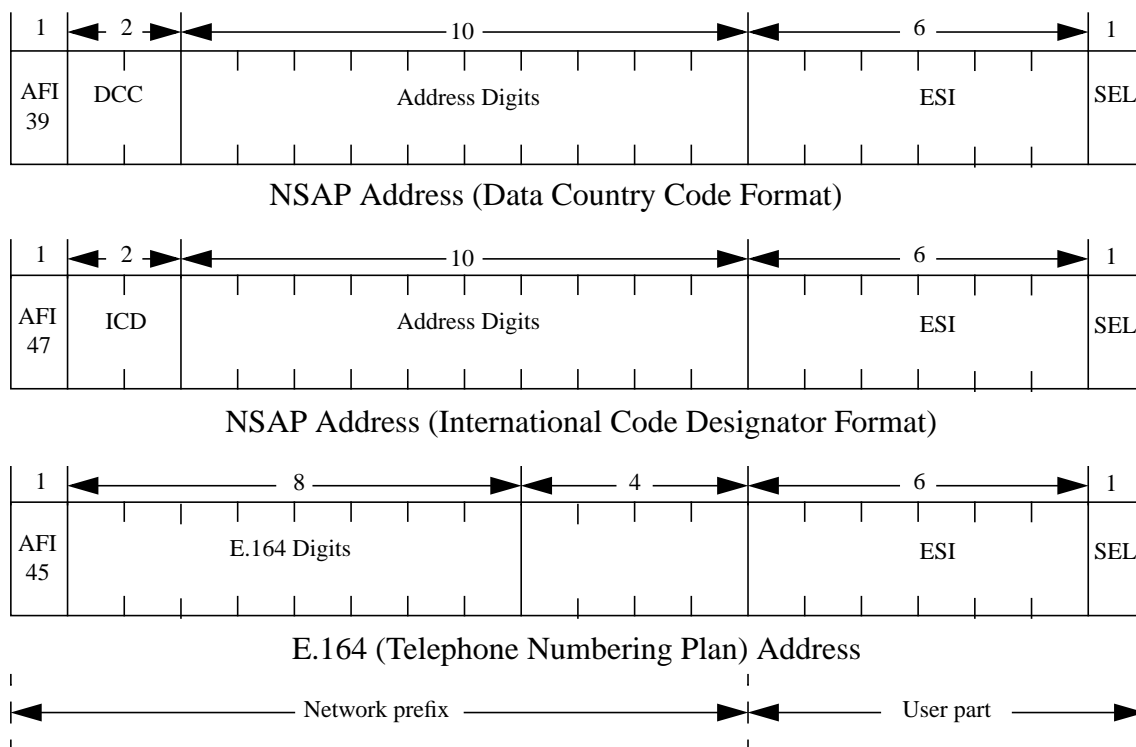 1 2 10 6 1
AFI 39 DCC Address Digits ESI SEL
NSAP Address (Data Country Code Format)
1 2 10 6 1
AFI 47 ICD Address Digits ESI SEL
NSAP Address (International Code Designator Format)
1 8 4 6 1
AFI 45 E.164 Digits ESI SEL
E.164 (Telephone Numbering Plan) Address
Network prefix User part